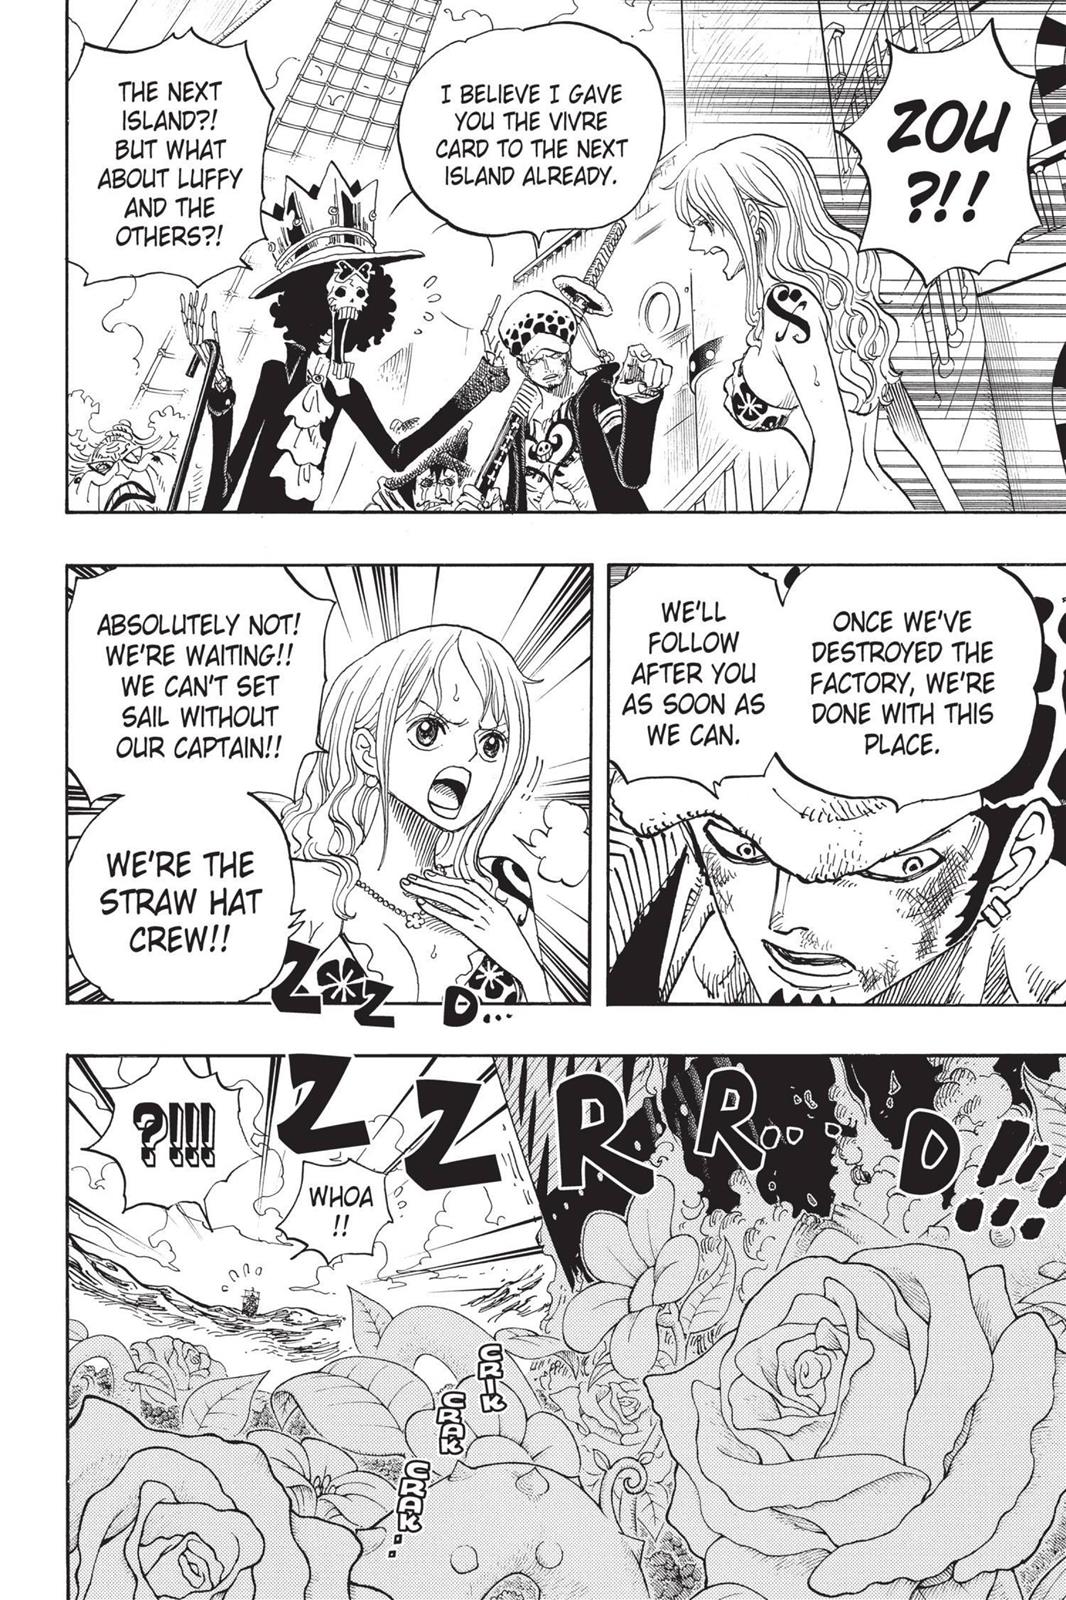 ZOU
?!!
I BELIEVE I GAVE
YOU THE VIVRE
CARD TO THE NEXT
ISLAND ALREADY.
THE NEXT
ISLAND?!
BUT WHAT
ABOUT LUFFY
AND THE
OTHERS?!
ONCE WE'VE
DESTROYED THE
FACTORY, WE'RE
DONE WITH THIS
PLACE.
WE'LL
FOLLOW
AFTER YOU
AS SOON AS
WE CAN.
ABSOLUTELY NOT!
WE'RE WAITING!!
WE CAN'T SET
SAIL WITHOUT
OUR CAPTAIN!!
WE'RE THE
STRAW HAT
CREW!!
ZZD...
?!!!
WHOA
!!
ZZRR...D!!!
CRIK
CRAK
CRAK..